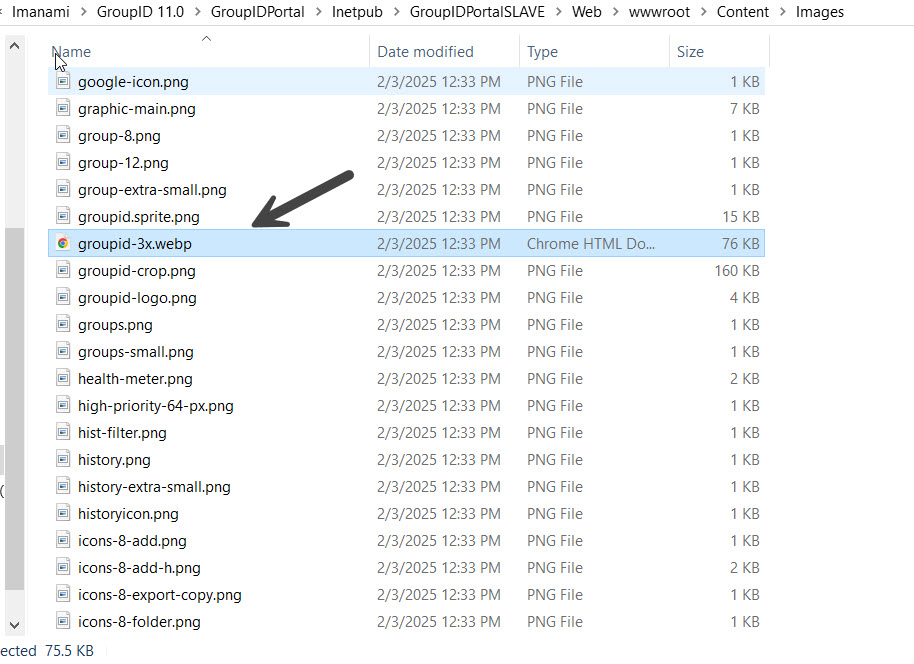 Imanami > GroupID 11.0 > GroupIDPortal > Inetpub > GroupIDPortalSLAVE > Web > wwwroot > Content > Images
Name Date modified Type Size
google-icon.png 2/3/2025 12:33 PM PNG File 1 KB
graphic-main.png 2/3/2025 12:33 PM PNG File 7 KB
group-8.png 2/3/2025 12:33 PM PNG File 1 KB
group-12.png 2/3/2025 12:33 PM PNG File 1 KB
group-extra-small.png 2/3/2025 12:33 PM PNG File 1 KB
groupid.sprite.png 2/3/2025 12:33 PM PNG File 15 KB
groupid-3x.webp 2/3/2025 12:33 PM Chrome HTML Do... 76 KB
groupid-crop.png 2/3/2025 12:33 PM PNG File 160 KB
groupid-logo.png 2/3/2025 12:33 PM PNG File 4 KB
groups.png 2/3/2025 12:33 PM PNG File 1 KB
groups-small.png 2/3/2025 12:33 PM PNG File 1 KB
health-meter.png 2/3/2025 12:33 PM PNG File 2 KB
high-priority-64-px.png 2/3/2025 12:33 PM PNG File 1 KB
hist-filter.png 2/3/2025 12:33 PM PNG File 1 KB
history.png 2/3/2025 12:33 PM PNG File 1 KB
history-extra-small.png 2/3/2025 12:33 PM PNG File 1 KB
historyicon.png 2/3/2025 12:33 PM PNG File 1 KB
icons-8-add.png 2/3/2025 12:33 PM PNG File 1 KB
icons-8-add-h.png 2/3/2025 12:33 PM PNG File 2 KB
icons-8-export-copy.png 2/3/2025 12:33 PM PNG File 1 KB
icons-8-folder.png 2/3/2025 12:33 PM PNG File 1 KB
ected 75.5 KB